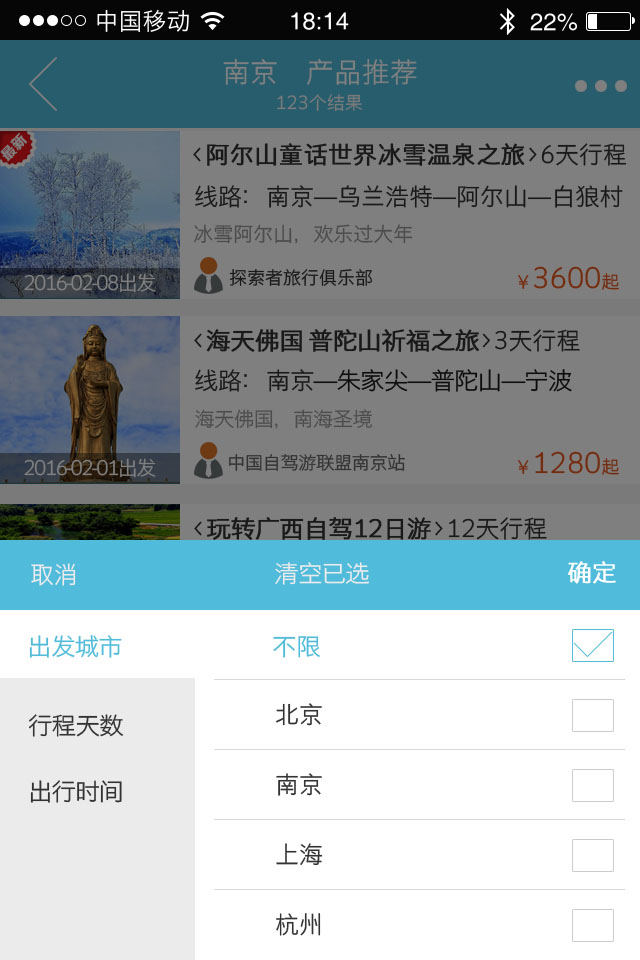 中国移动
18:14
22%
南京 产品推荐
123个结果
最新
<阿尔山童话世界冰雪温泉之旅>6天行程
线路：南京—乌兰浩特—阿尔山—白狼村
冰雪阿尔山，欢乐过大年
2016-02-08出发
探索者旅行俱乐部
¥3600起
<海天佛国 普陀山祈福之旅>3天行程
线路：南京—朱家尖—普陀山—宁波
海天佛国，南海圣境
2016-02-01出发
中国自驾游联盟南京站
¥1280起
<玩转广西自驾12日游>12天行程
取消
清空已选
确定
出发城市
行程天数
出行时间
不限
北京
南京
上海
杭州